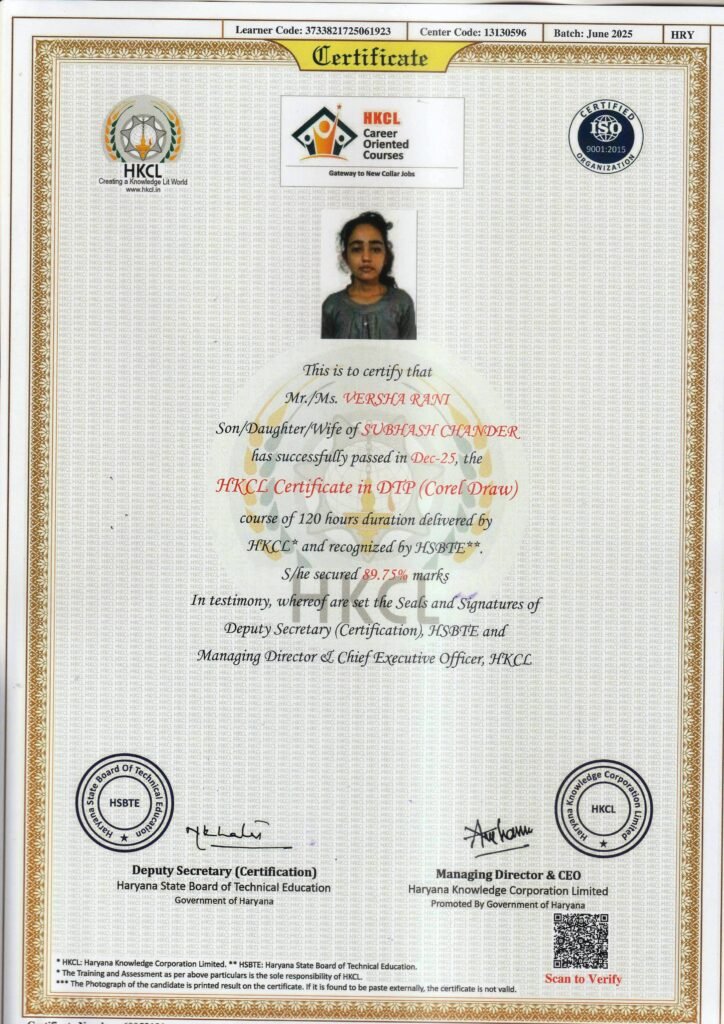 Learner Code: 3733821725061923 Center Code: 13130596 Batch: June 2025 HRY
Certificate
HKCL
Creating a Knowledge Lit World
www.hkcl.in
HKCL
Career
Oriented
Courses
Gateway to New Collar Jobs
CERTIFIED
ISO
9001:2015
ORGANIZATION
This is to certify that
Mr./Ms. VERSHA RANI
Son/Daughter/Wife of SUBHASH CHANDER
has successfully passed in Dec-25, the
HKCL Certificate in DTP (Corel Draw)
course of 120 hours duration delivered by
HKCL* and recognized by HSBTE**.
S/he secured 89.75% marks
In testimony, whereof are set the Seals and Signatures of
Deputy Secretary (Certification), HSBTE and
Managing Director & Chief Executive Officer, HKCL
HKCL
Haryana State Board Of Technical Education
HSBTE
Haryana Knowledge Corporation Limited
HKCL
Deputy Secretary (Certification)
Haryana State Board of Technical Education
Government of Haryana
Managing Director & CEO
Haryana Knowledge Corporation Limited
Promoted By Government of Haryana
Scan to Verify
* HKCL: Haryana Knowledge Corporation Limited. ** HSBTE: Haryana State Board of Technical Education.
* The Training and Assessment as per above particulars is the sole responsibility of HKCL.
*** The Photograph of the candidate is printed result on the certificate. If it is found to be paste externally, the certificate is not valid.